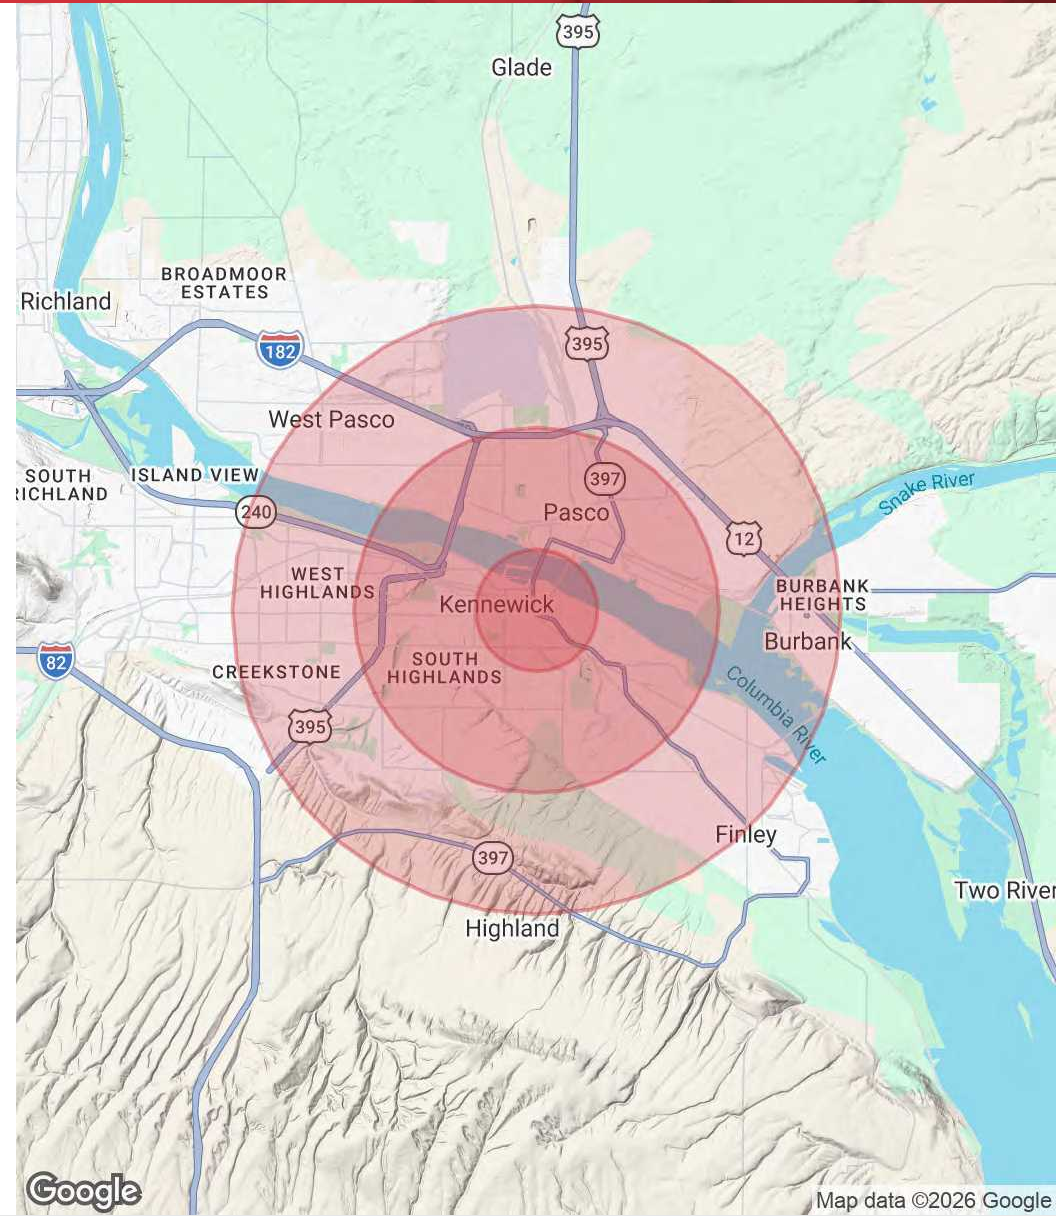 395
Glade
BROADMOOR
ESTATES
Richland
182
395
West Pasco
SOUTH
RICHLAND
ISLAND VIEW
397
Snake River
240
Pasco
12
WEST
HIGHLANDS
BURBANK
HEIGHTS
Kennewick
Burbank
82
CREEKSTONE
SOUTH
HIGHLANDS
Columbia River
395
Finley
397
Two River
Highland
Google
Map data ©2026 Google